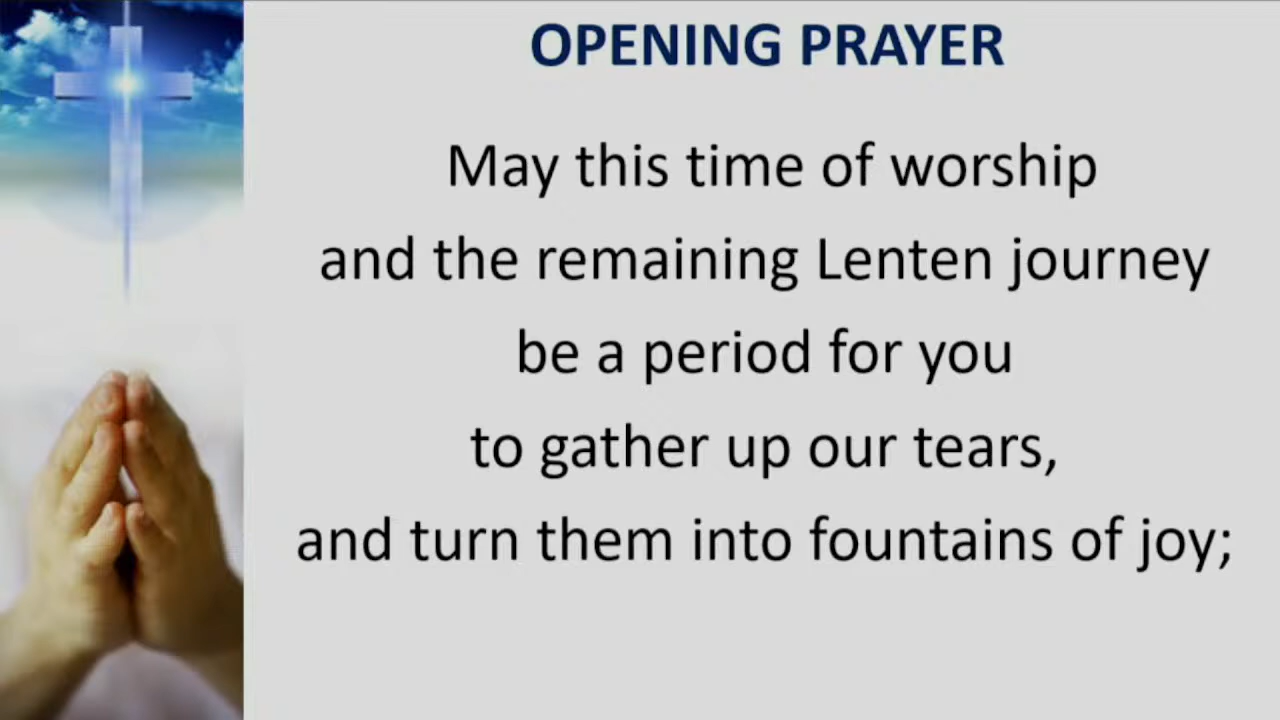 OPENING PRAYER
May this time of worship
and the remaining Lenten journey
be a period for you
to gather up our tears,
and turn them into fountains of joy;